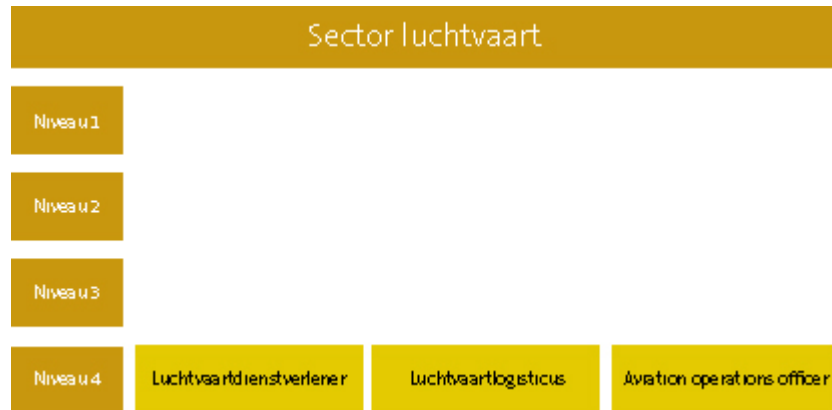 Sector luchtvaart
Niveau 1
Niveau 2
Niveau 3
Niveau 4
Luchtvaartdienstverlener
Luchtvaartlogisticus
Aviation operations officer